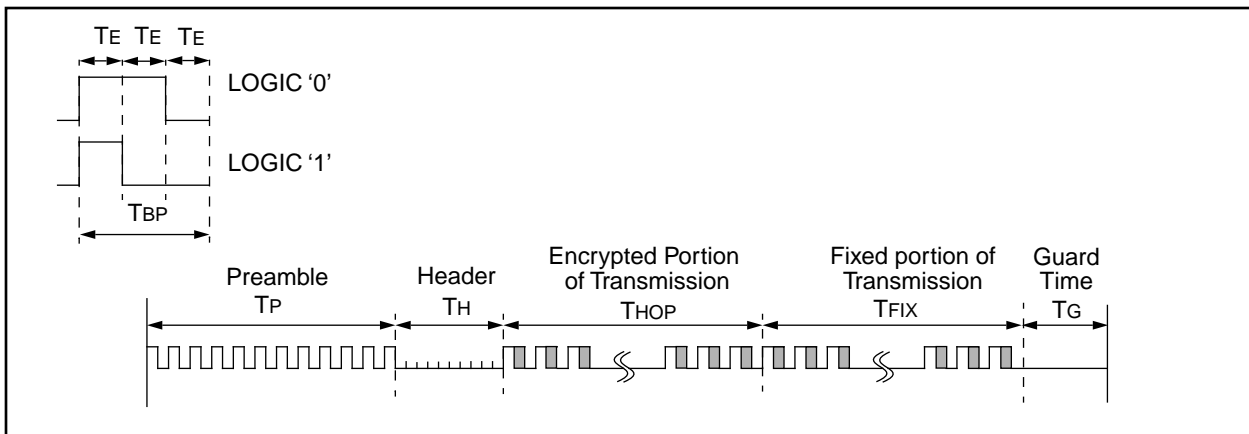 TE TE TE
LOGIC ‘0’
LOGIC ‘1’
TBP
Preamble
TP
Header
TH
Encrypted Portion
of Transmission
THOP
Fixed portion of
Transmission
TFIX
Guard
Time
TG